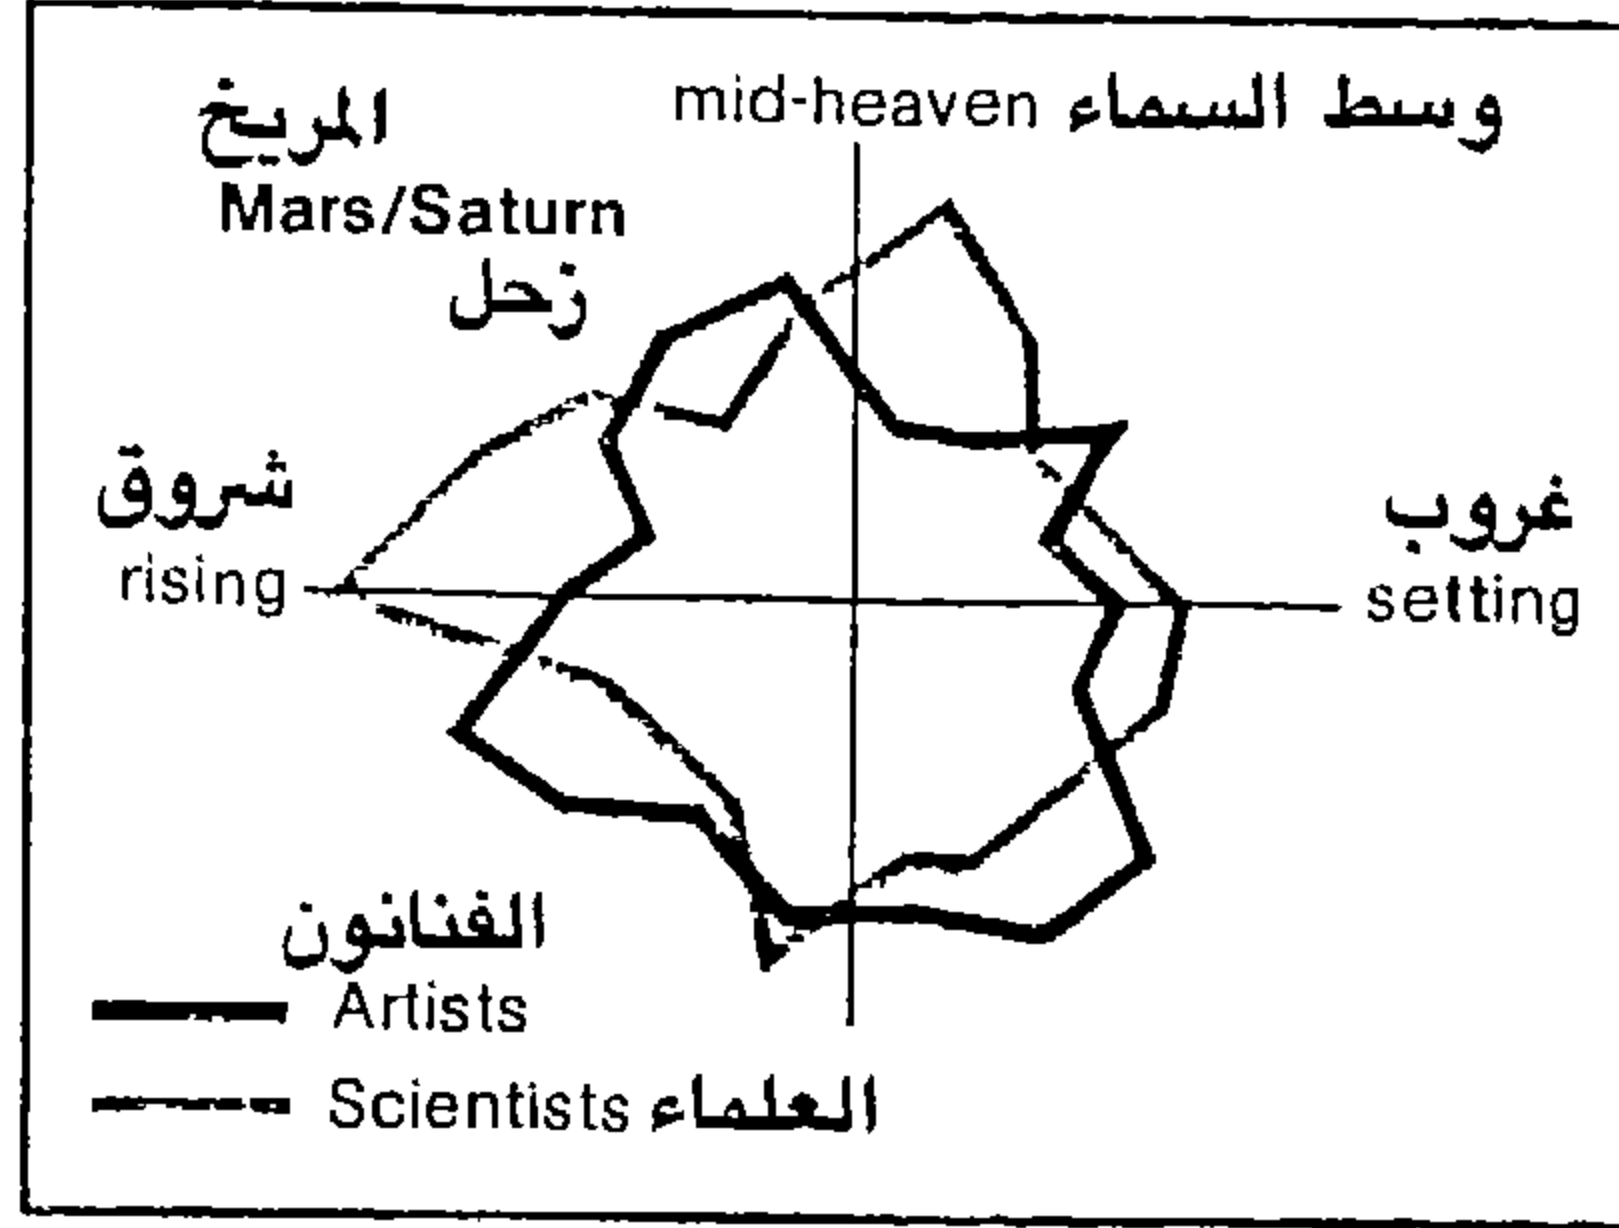 المريخ
Mars/Saturn
زحل
mid-heaven وسط السماء
شروق
rising
غروب
setting
الفنانون
Artists
Scientists العلماء